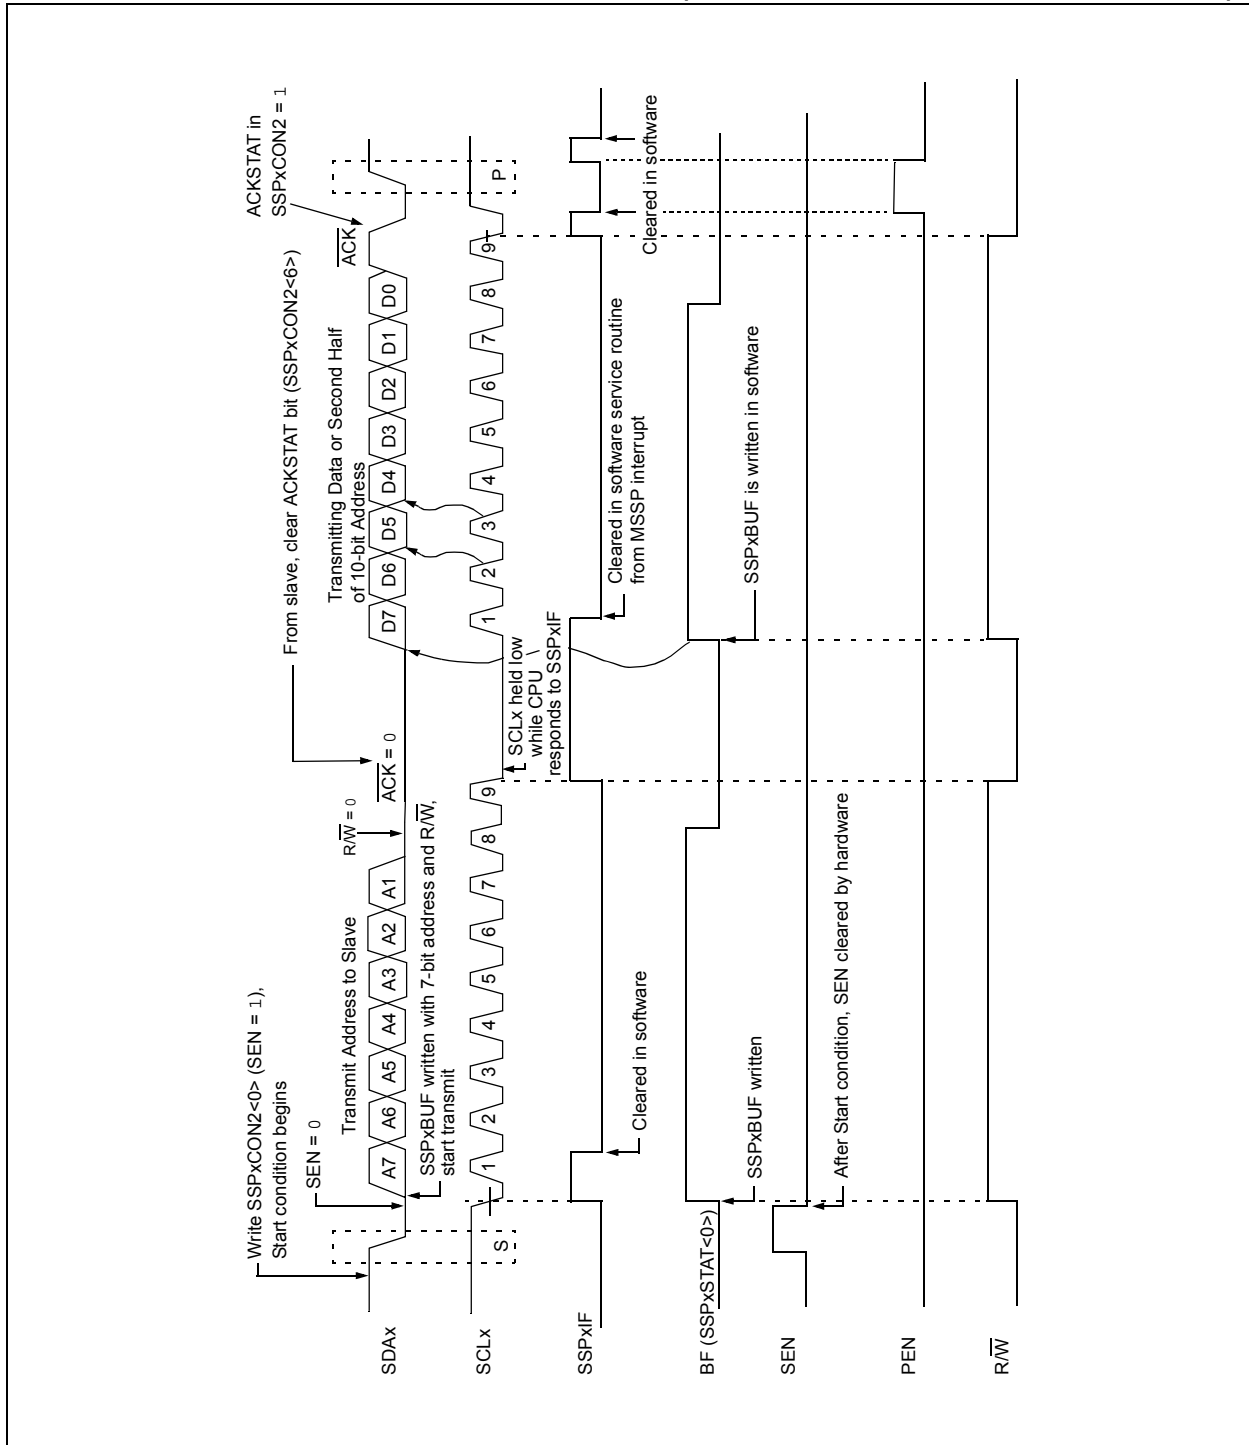 Write SSPxCON2<0> (SEN = 1),
Start condition begins
SEN = 0
Transmit Address to Slave
R/W = 0
From slave, clear ACKSTAT bit (SSPxCON2<6>)
ACK = 0
Transmitting Data or Second Half
of 10-bit Address
ACKSTAT in
SSPxCON2 = 1
ACK
SDAx
A7 A6 A5 A4 A3 A2 A1
D7 D6 D5 D4 D3 D2 D1 D0
SSPxBUF written with 7-bit address and R/W,
start transmit
SCLx
S
1 2 3 4 5 6 7 8 9
1 2 3 4 5 6 7 8 9
P
SCLx held low
while CPU
responds to SSPxIF
SSPxIF
Cleared in software
Cleared in software service routine
from MSSP interrupt
Cleared in software
Cleared in software
BF (SSPxSTAT<0>)
SSPxBUF written
SSPxBUF is written in software
SEN
After Start condition, SEN cleared by hardware
PEN
R/W